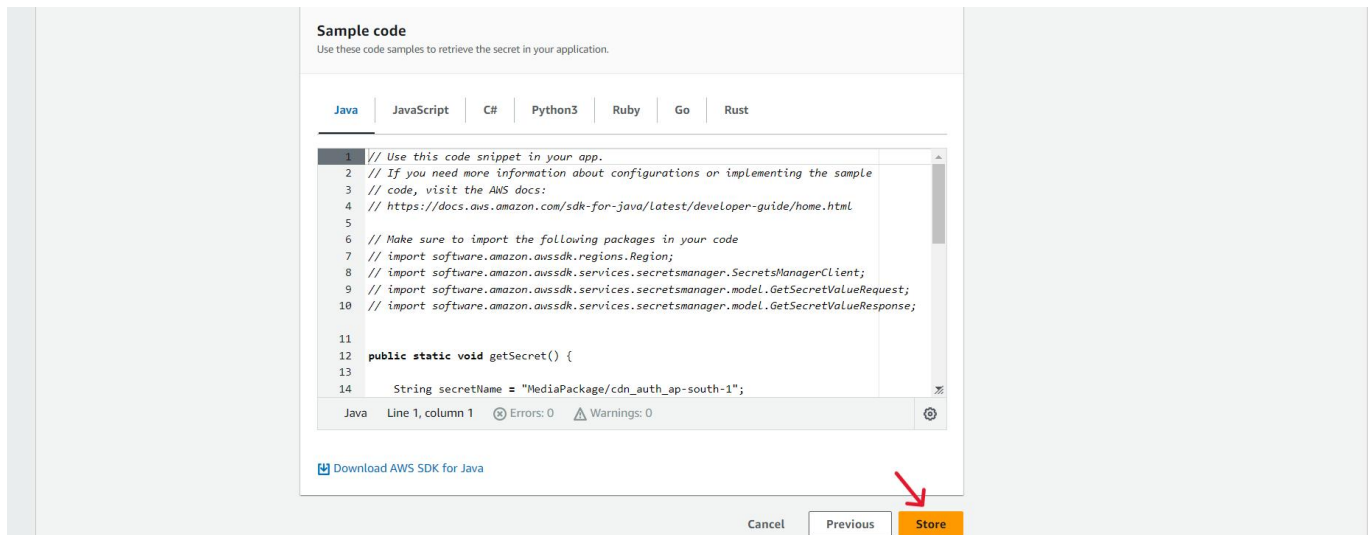 Sample code
Use these code samples to retrieve the secret in your application.
Java JavaScript C# Python3 Ruby Go Rust
1 // Use this code snippet in your app.
2 // If you need more information about configurations or implementing the sample
3 // code, visit the AWS docs:
4 // https://docs.aws.amazon.com/sdk-for-java/latest/developer-guide/home.html
5
6 // Make sure to import the following packages in your code
7 // import software.amazon.awssdk.regions.Region;
8 // import software.amazon.awssdk.services.secretsmanager.SecretsManagerClient;
9 // import software.amazon.awssdk.services.secretsmanager.model.GetSecretValueRequest;
10 // import software.amazon.awssdk.services.secretsmanager.model.GetSecretValueResponse;
11
12 public static void getSecret() {
13
14 String secretName = "MediaPackage/cdn_auth_ap-south-1";
Java Line 1, column 1 Errors: 0 Warnings: 0
Download AWS SDK for Java
Cancel Previous Store